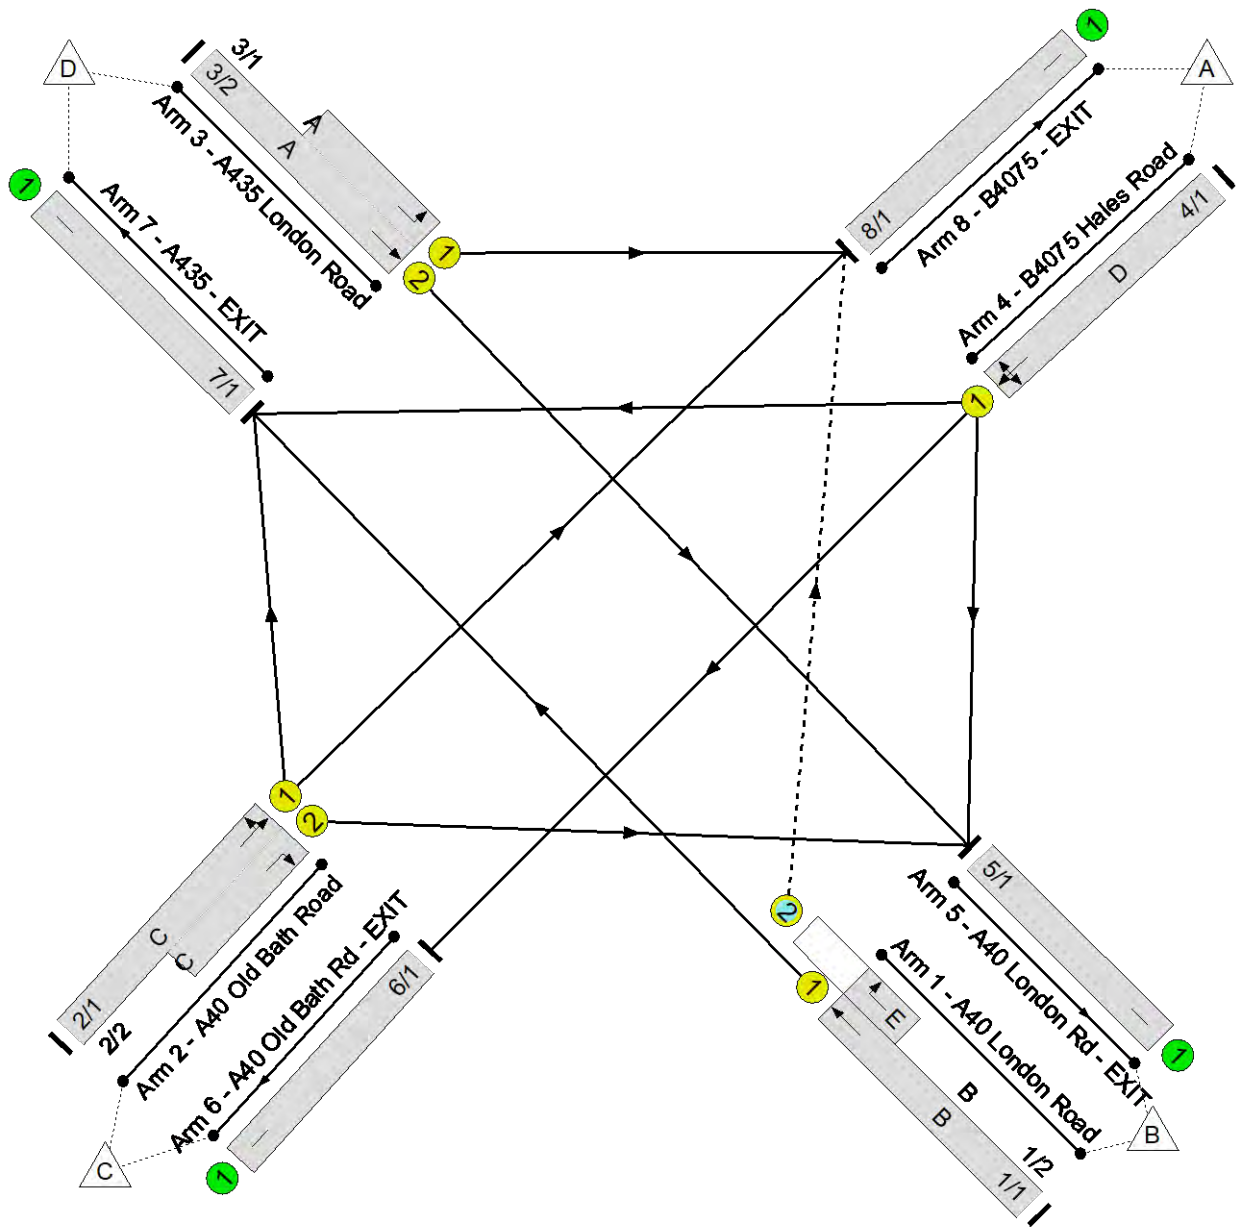 D
3/1
3/2
A
A
Arm 3 - A435 London Road
1
2
1
Arm 7 - A435 - EXIT
7/1
1
A
8/1
Arm 8 - B4075 - EXIT
Arm 4 - B4075 Hales Road
4/1
D
1
1
2
C
C
2/1
2/2
Arm 2 - A40 Old Bath Road
Arm 6 - A40 Old Bath Rd - EXIT
6/1
C
1
2
1
E
B
B
1/2
1/1
Arm 1 - A40 London Road
Arm 5 - A40 London Rd - EXIT
5/1
1
B